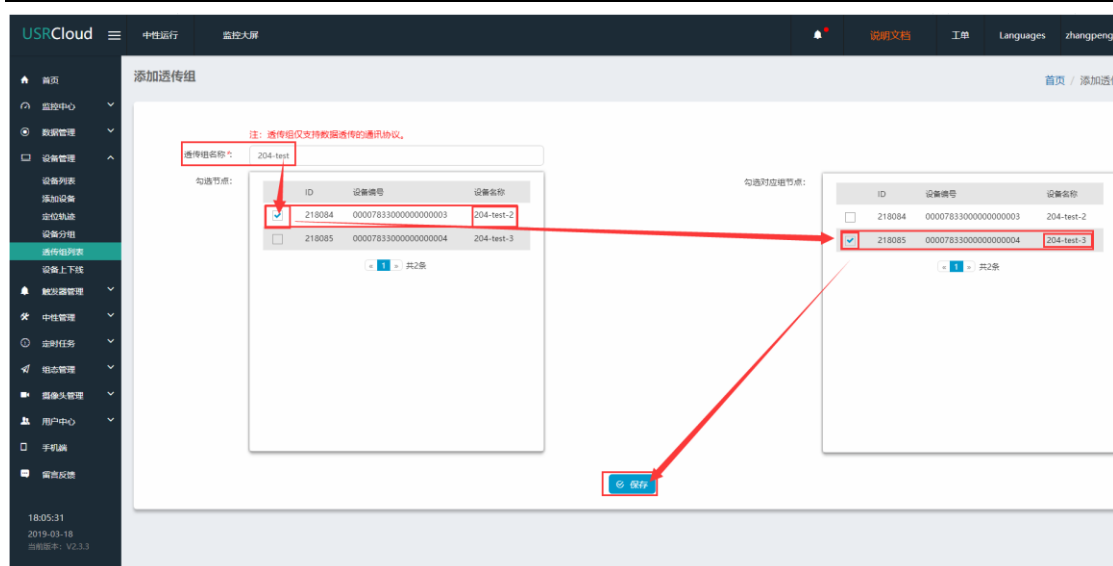 USRCloud 中性运行 监控大屏 说明文档 工单 Languages zhangpeng
首页
监控中心
数据管理
设备管理
设备列表
添加设备
定位轨迹
设备分组
透传组列表
设备上下线
触发器管理
中性管理
定时任务
组态管理
摄像头管理
用户中心
手机端
留言反馈
18:05:31
2019-03-18
当前版本: V2.3.3
添加透传组
首页 / 添加透
注: 透传组仅支持数据透传的通讯协议。
透传组名称*: 204-test
勾选节点:
ID 设备编号 设备名称
218084 00007833000000000003 204-test-2
218085 00007833000000000004 204-test-3
« 1 » 共2条
勾选对应组节点:
ID 设备编号 设备名称
218084 00007833000000000003 204-test-2
218085 00007833000000000004 204-test-3
« 1 » 共2条
保存